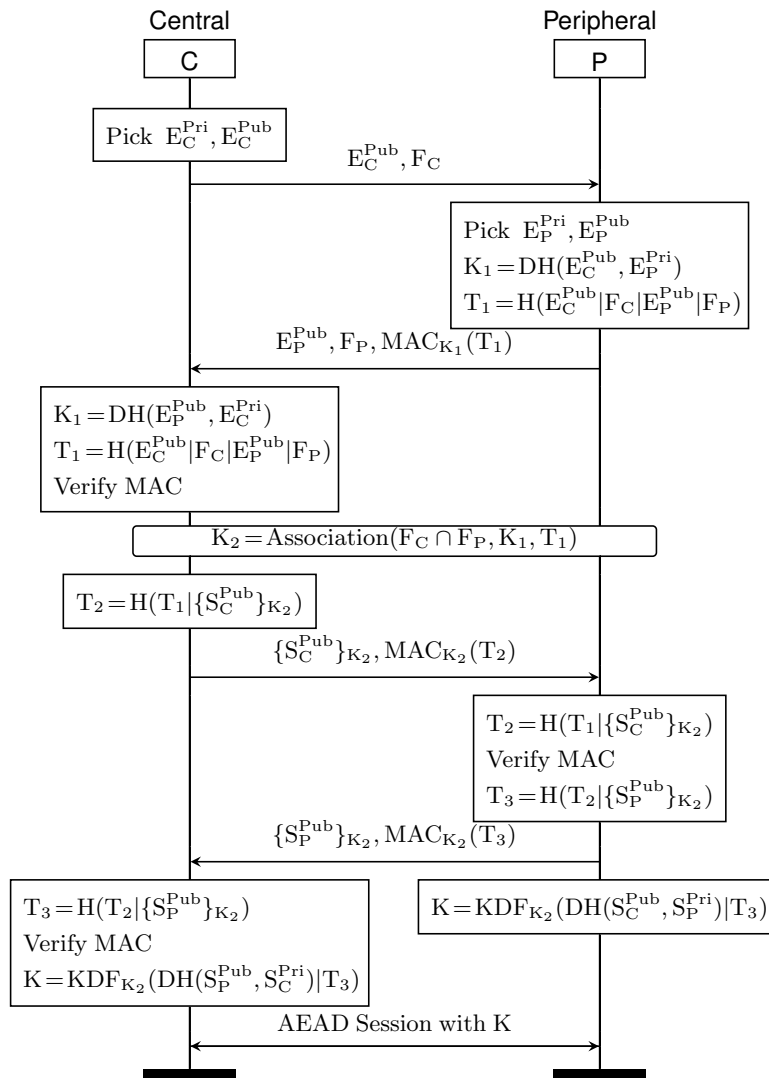 Central
Peripheral
C
P
Pick E_C^Pri, E_C^Pub
E_C^Pub, F_C
Pick E_P^Pri, E_P^Pub
K_1=DH(E_C^Pub, E_P^Pri)
T_1=H(E_C^Pub|F_C|E_P^Pub|F_P)
E_P^Pub, F_P, MAC_K_1(T_1)
K_1=DH(E_P^Pub, E_C^Pri)
T_1=H(E_C^Pub|F_C|E_P^Pub|F_P)
Verify MAC
K_2=Association(F_C ∩ F_P, K_1, T_1)
T_2=H(T_1|{S_C^Pub}_K_2)
{S_C^Pub}_K_2, MAC_K_2(T_2)
T_2=H(T_1|{S_C^Pub}_K_2)
Verify MAC
T_3=H(T_2|{S_P^Pub}_K_2)
{S_P^Pub}_K_2, MAC_K_2(T_3)
T_3=H(T_2|{S_P^Pub}_K_2)
Verify MAC
K=KDF_K_2(DH(S_P^Pub, S_C^Pri)|T_3)
K=KDF_K_2(DH(S_C^Pub, S_P^Pri)|T_3)
AEAD Session with K